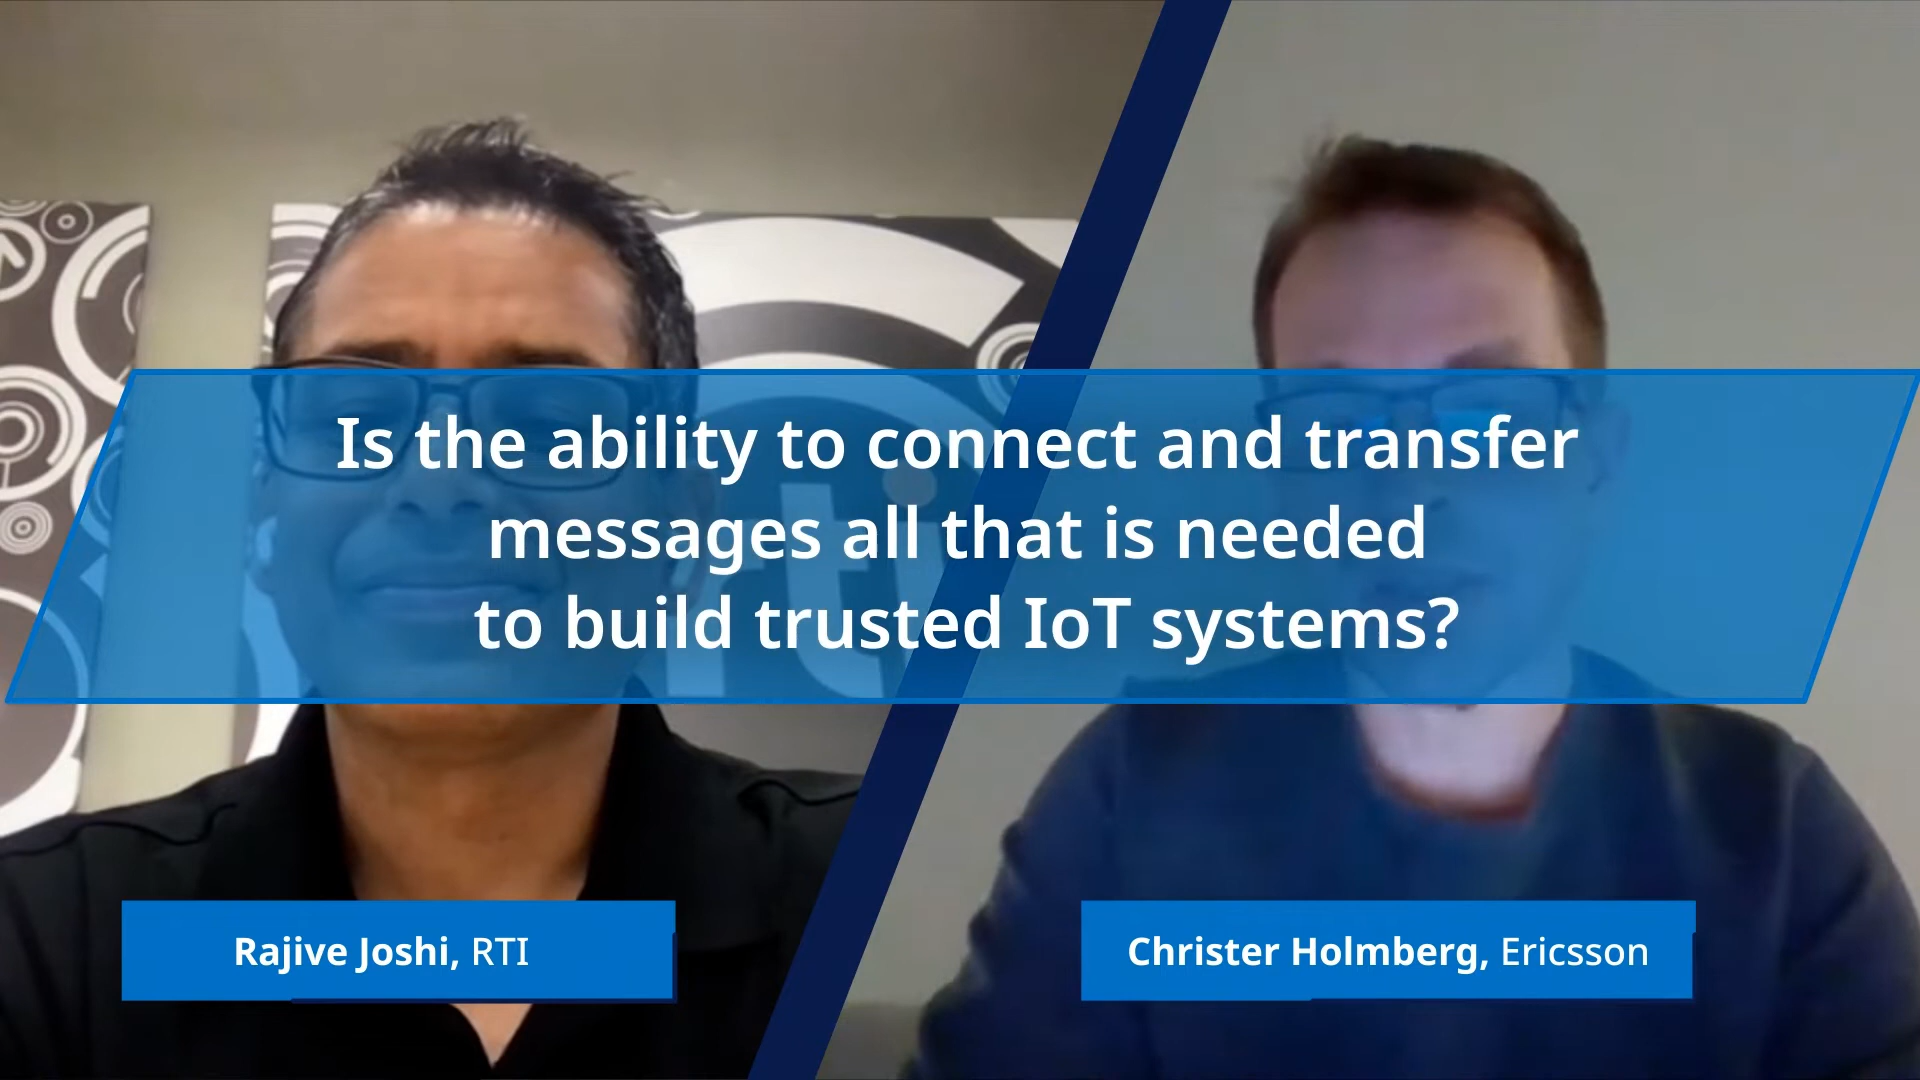 Is the ability to connect and transfer
messages all that is needed
to build trusted IoT systems?
rti
Rajive Joshi, RTI
Christer Holmberg, Ericsson